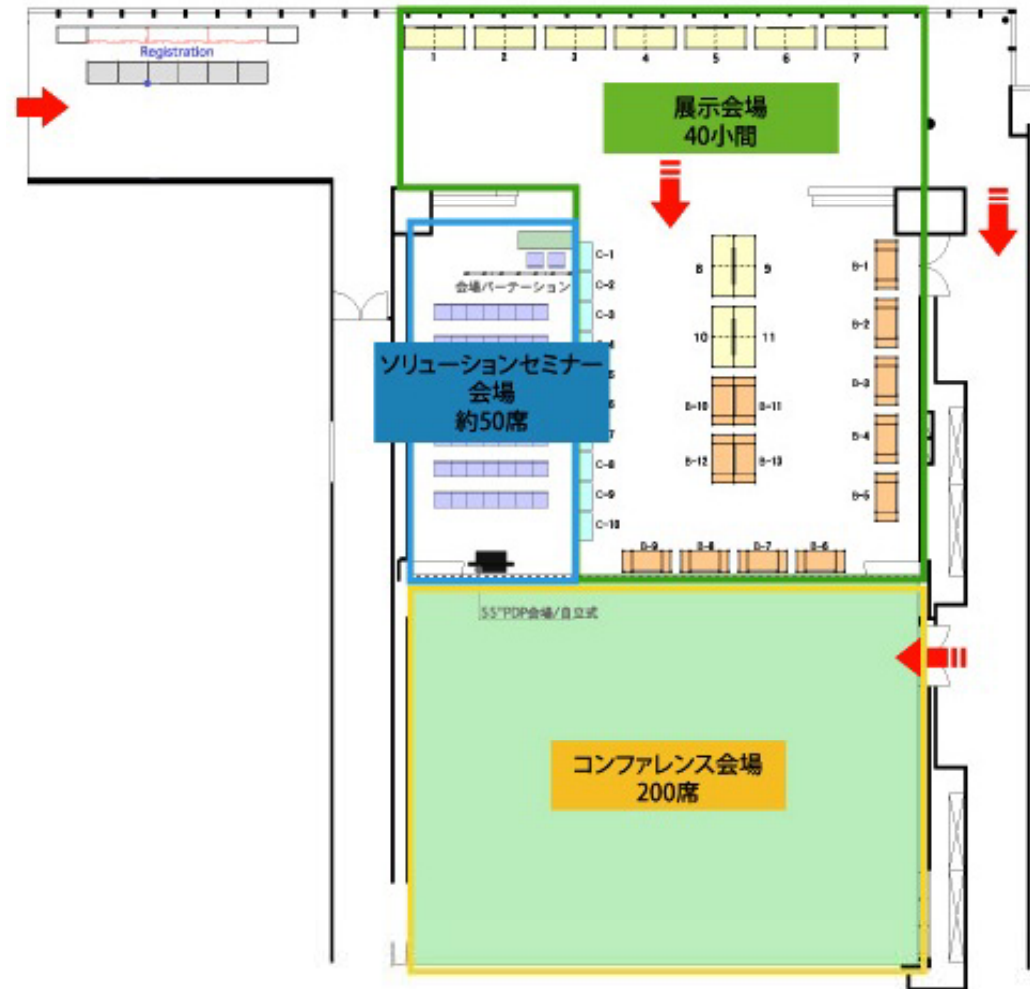 Registration
1
2
3
4
5
6
7
展示会場
40小間
C-1
C-2
会場パーテーション
C-3
ソリューションセミナー
会場
約50席
C-8
C-9
C-10
8
9
10
11
B-10
B-11
B-12
B-13
B-1
B-2
B-3
B-4
B-5
B-9
B-8
B-7
B-6
55"PDP会場/自立式
コンファレンス会場
200席